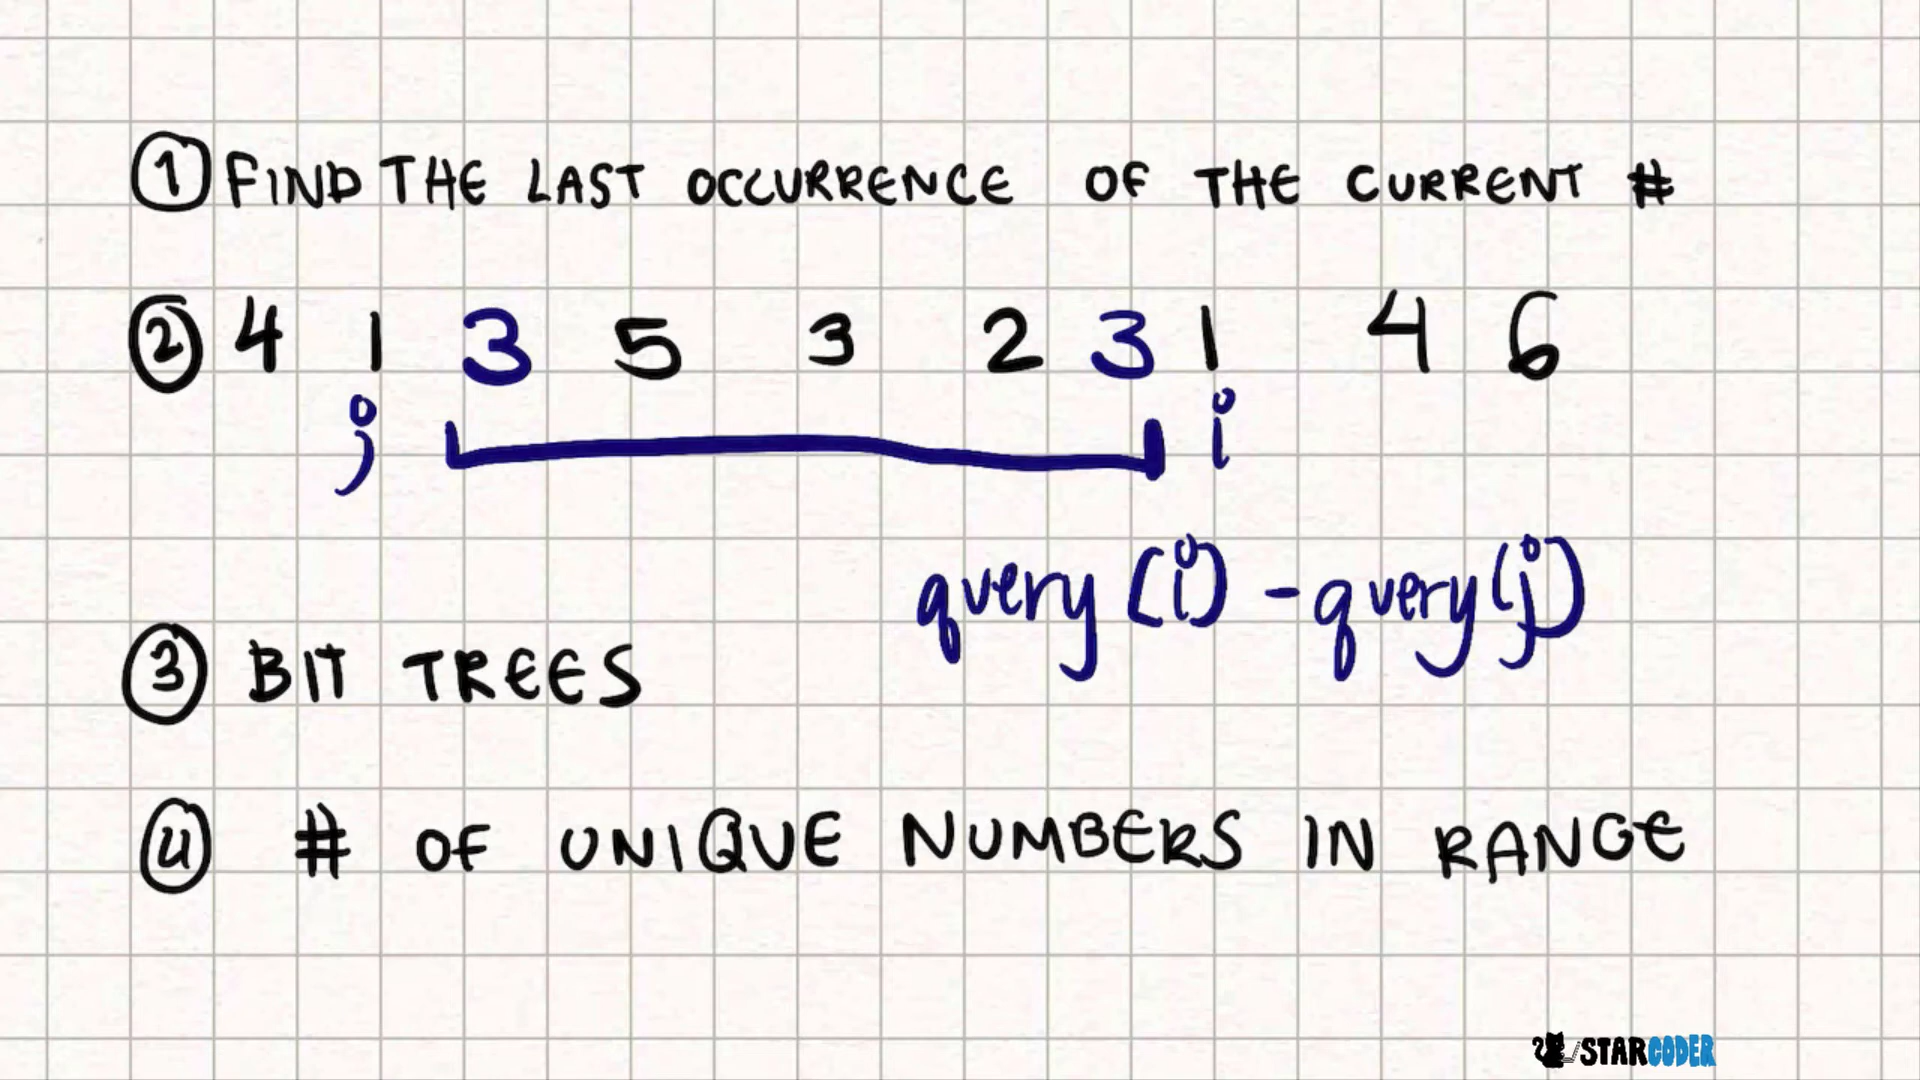 ① FIND THE LAST OCCURRENCE OF THE CURRENT #
② 4 1 3 5 3 2 3 1 4 6
j i
query (i) - query (j)
③ BIT TREES
④ # OF UNIQUE NUMBERS IN RANGE
STARCODER